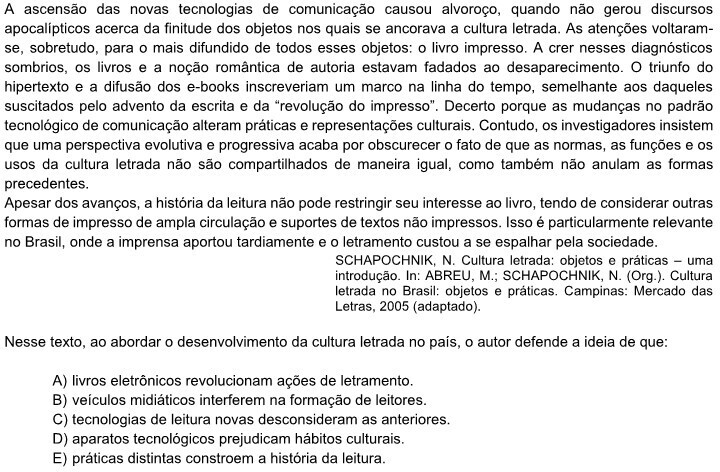 A ascensão das novas tecnologias de comunicação causou alvoroço, quando não gerou discursos
apocalípticos acerca da finitude dos objetos nos quais se ancorava a cultura letrada. As atenções voltaram-
se, sobretudo, para o mais difundido de todos esses objetos: o livro impresso. A crer nesses diagnósticos
sombrios, os livros e a noção romântica de autoria estavam fadados ao desaparecimento. O triunfo do
hipertexto e a difusão dos e-books inscreveriam um marco na linha do tempo, semelhante aos daqueles
suscitados pelo advento da escrita e da “revolução do impresso”. Decerto porque as mudanças no padrão
tecnológico de comunicação alteram práticas e representações culturais. Contudo, os investigadores insistem
que uma perspectiva evolutiva e progressiva acaba por obscurecer o fato de que as normas, as funções e os
usos da cultura letrada não são compartilhados de maneira igual, como também não anulam as formas
precedentes.
Apesar dos avanços, a história da leitura não pode restringir seu interesse ao livro, tendo de considerar outras
formas de impresso de ampla circulação e suportes de textos não impressos. Isso é particularmente relevante
no Brasil, onde a imprensa aportou tardiamente e o letramento custou a se espalhar pela sociedade.
SCHAPOCHNIK, N. Cultura letrada: objetos e práticas – uma
introdução. In: ABREU, M.; SCHAPOCHNIK, N. (Org.). Cultura
letrada no Brasil: objetos e práticas. Campinas: Mercado das
Letras, 2005 (adaptado).
Nesse texto, ao abordar o desenvolvimento da cultura letrada no país, o autor defende a ideia de que:
A) livros eletrônicos revolucionam ações de letramento.
B) veículos midiáticos interferem na formação de leitores.
C) tecnologias de leitura novas desconsideram as anteriores.
D) aparatos tecnológicos prejudicam hábitos culturais.
E) práticas distintas constroem a história da leitura.